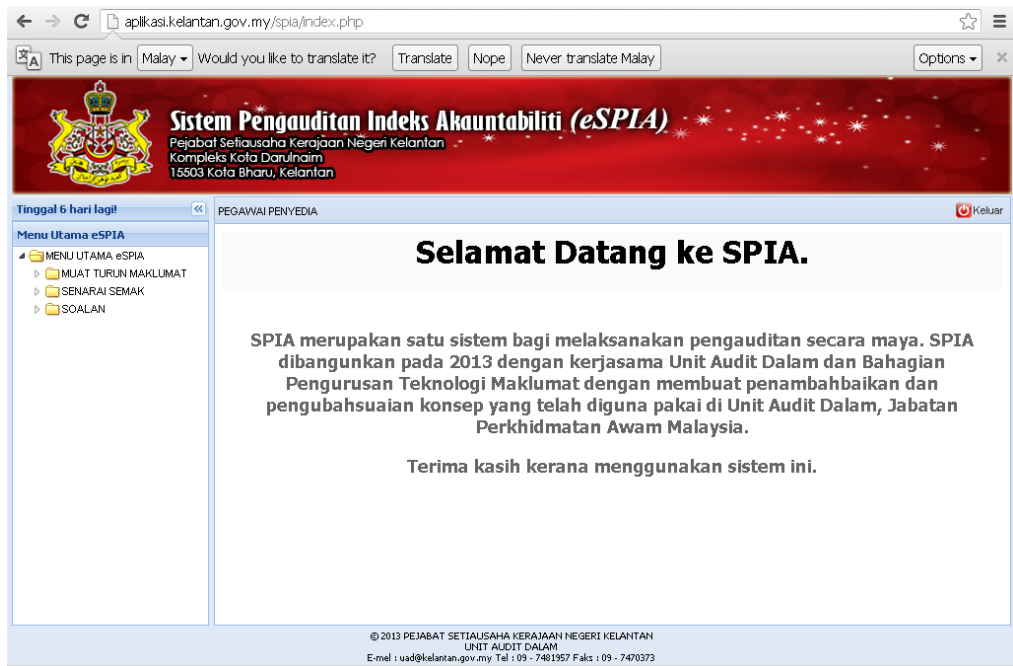 aplikasi.kelantan.gov.my/spia/index.php
This page is in Malay Would you like to translate it? Translate Nope Never translate Malay Options
Sistem Pengauditan Indeks Akauntabiliti (eSPIA)
Pejabat Setiausaha Kerajaan Negeri Kelantan
Kompleks Kota Darulnaim
15503 Kota Bharu, Kelantan
Tinggal 6 hari lagi!
PEGAWAI PENYEDIA
Keluar
Menu Utama eSPIA
MENU UTAMA eSPIA
MUAT TURUN MAKLUMAT
SENARAI SEMAK
SOALAN
Selamat Datang ke SPIA.
SPIA merupakan satu sistem bagi melaksanakan pengauditan secara maya. SPIA
dibangunkan pada 2013 dengan kerjasama Unit Audit Dalam dan Bahagian
Pengurusan Teknologi Maklumat dengan membuat penambahbaikan dan
pengubahsuaian konsep yang telah diguna pakai di Unit Audit Dalam, Jabatan
Perkhidmatan Awam Malaysia.
Terima kasih kerana menggunakan sistem ini.
© 2013 PEJABAT SETIAUSAHA KERAJAAN NEGERI KELANTAN
UNIT AUDIT DALAM
E-mel : uad@kelantan.gov.my Tel : 09 - 7481957 Faks : 09 - 7470373